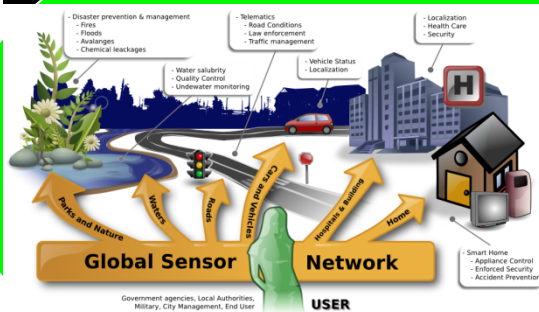 - Disaster prevention & management
- Fires
- Floods
- Avalanges
- Chemical leackages
- Telematics
- Road Conditions
- Law enforcement
- Traffic management
- Localization
- Health Care
- Security
- Water salubrity
- Quality Control
- Undewater monitoring
- Vehicle Status
- Localization
H
Parks and Nature
Waters
Roads
Cars and Vehicles
Hospitals & Building
Home
Global Sensor Network
- Smart Home
- Appliance Control
- Enforced Security
- Accident Prevention
Government agencies, Local Authorities,
Military, City Management, End User
USER